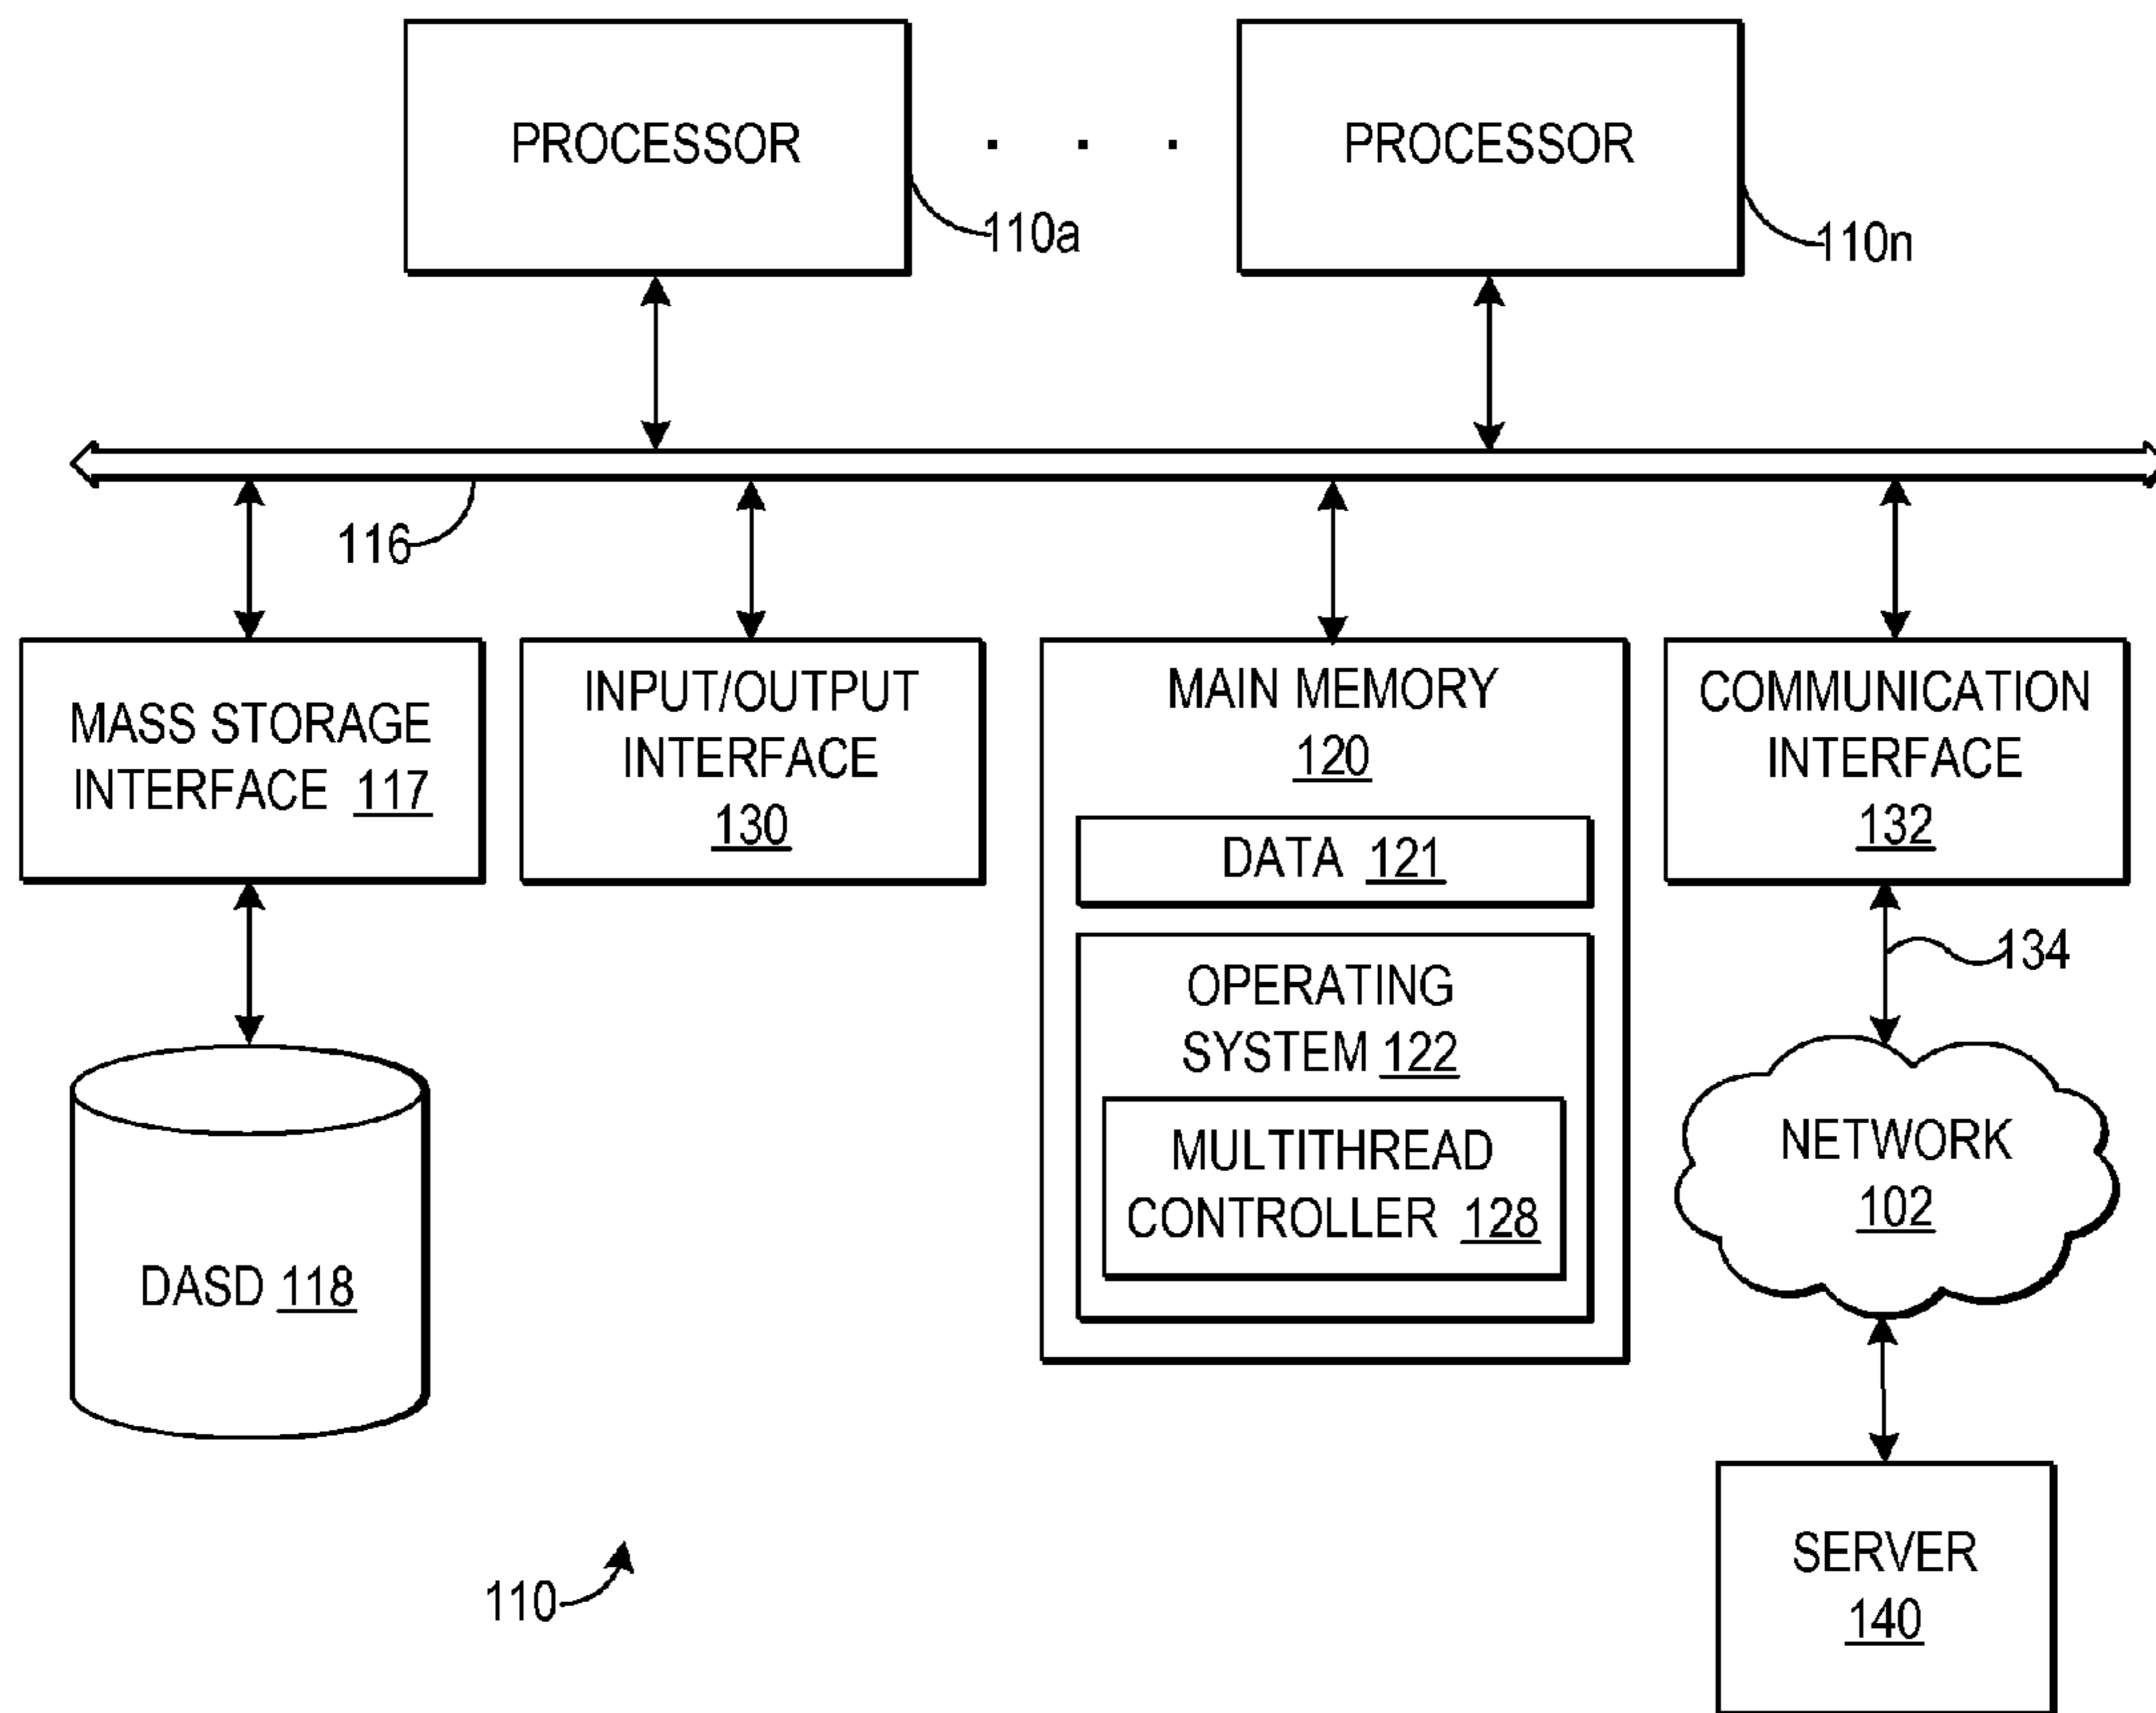 PROCESSOR
110a
. . .
PROCESSOR
110n
116
MASS STORAGE
INTERFACE 117
INPUT/OUTPUT
INTERFACE
130
MAIN MEMORY
120
DATA 121
OPERATING
SYSTEM 122
MULTITHREAD
CONTROLLER 128
COMMUNICATION
INTERFACE
132
134
DASD 118
NETWORK
102
SERVER
140
110